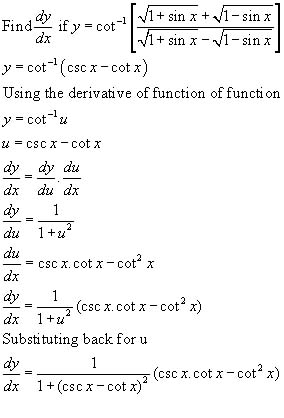 Find dy/dx if y = cot⁻¹ [ (√(1 + sin x) + √(1 − sin x)) / (√(1 + sin x) − √(1 − sin x)) ]
y = cot⁻¹ (csc x − cot x)
Using the derivative of function of function
y = cot⁻¹ u
u = csc x − cot x
dy/dx = dy/du . du/dx
dy/du = 1/(1 + u²)
du/dx = csc x. cot x − cot² x
dy/dx = 1/(1 + u²) (csc x. cot x − cot² x)
Substituting back for u
dy/dx = 1/(1 + (csc x − cot x)²) (csc x. cot x − cot² x)